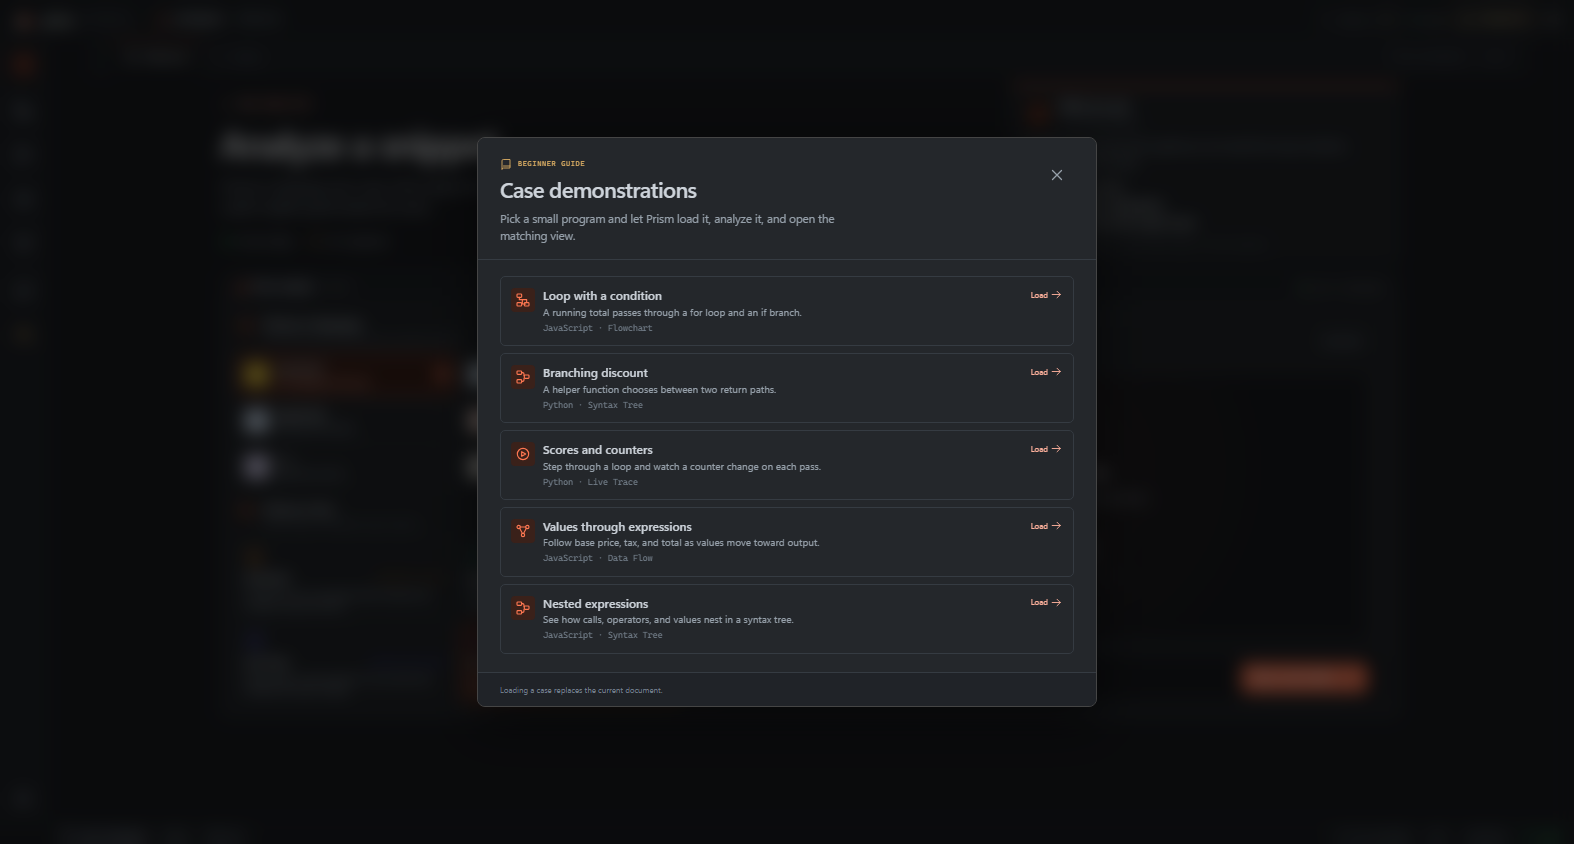 BEGINNER GUIDE
Case demonstrations
Pick a small program and let Prism load it, analyze it, and open the
matching view.
Loop with a condition
Load →
A running total passes through a for loop and an if branch.
JavaScript · Flowchart
Branching discount
Load →
A helper function chooses between two return paths.
Python · Syntax Tree
Scores and counters
Load →
Step through a loop and watch a counter change on each pass.
Python · Live Trace
Values through expressions
Load →
Follow base price, tax, and total as values move toward output.
JavaScript · Data Flow
Nested expressions
Load →
See how calls, operators, and values nest in a syntax tree.
JavaScript · Syntax Tree
Loading a case replaces the current document.